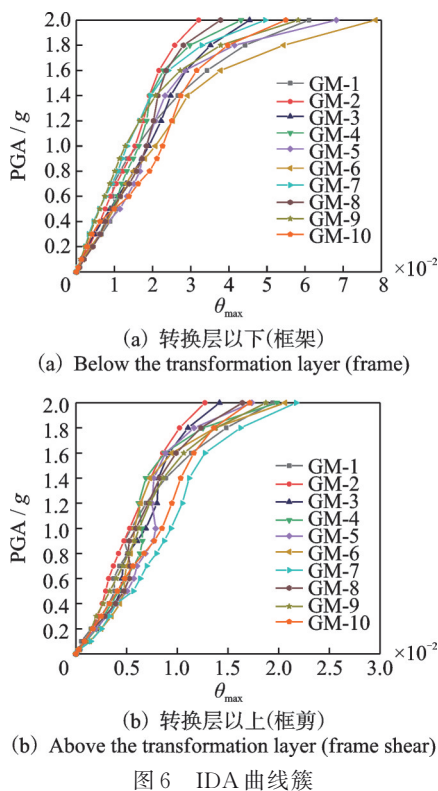 2.0
1.8
1.6
1.4
1.2
1.0
0.8
0.6
0.4
0.2
PGA / g
GM-1
GM-2
GM-3
GM-4
GM-5
GM-6
GM-7
GM-8
GM-9
GM-10
0 1 2 3 4 5 6 7 8
×10⁻²
θmax
(a) 转换层以下(框架)
(a) Below the transformation layer (frame)
2.0
1.8
1.6
1.4
1.2
1.0
0.8
0.6
0.4
0.2
PGA / g
GM-1
GM-2
GM-3
GM-4
GM-5
GM-6
GM-7
GM-8
GM-9
GM-10
0 0.5 1.0 1.5 2.0 2.5 3.0
×10⁻²
θmax
(b) 转换层以上(框剪)
(b) Above the transformation layer (frame shear)
图6 IDA曲线簇